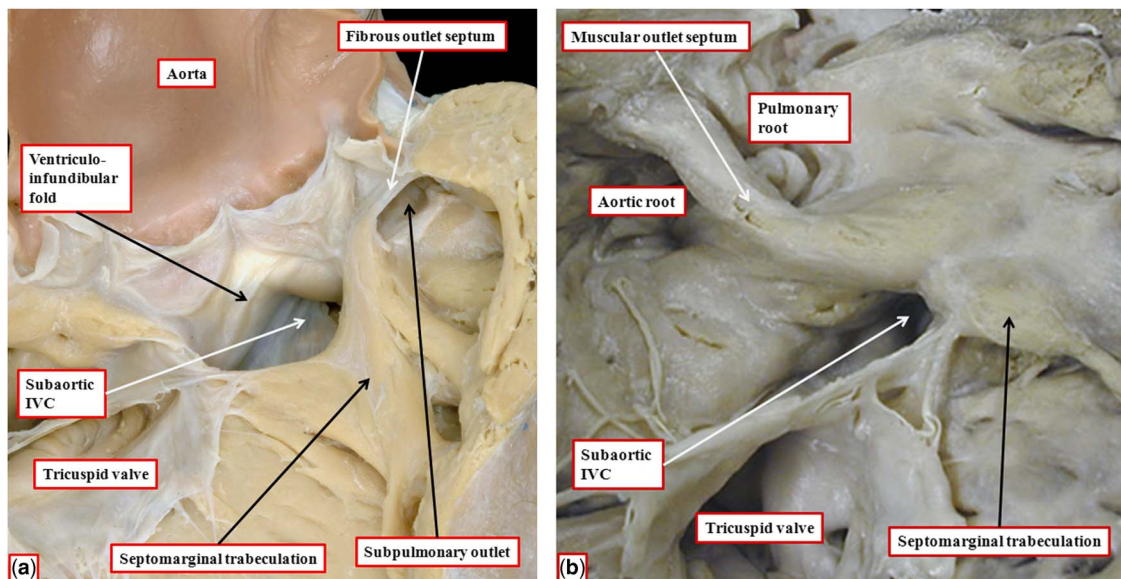 Fibrous outlet septum
Aorta
Ventriculo-
infundibular
fold
Subaortic
IVC
Tricuspid valve
Septomarginal trabeculation
Subpulmonary outlet
(a)
Muscular outlet septum
Pulmonary
root
Aortic root
Subaortic
IVC
Tricuspid valve
Septomarginal trabeculation
(b)